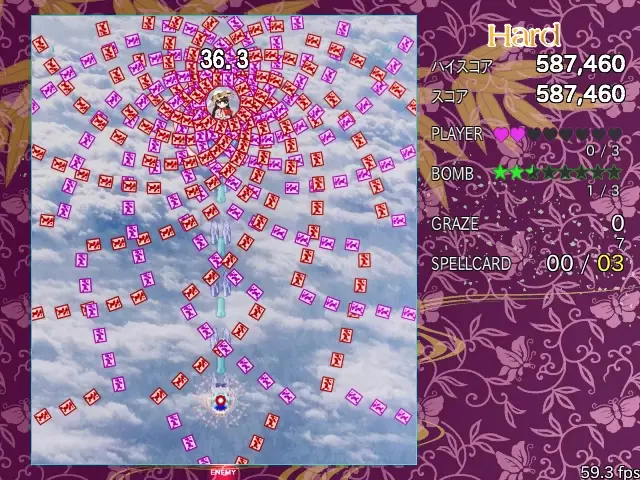 Hard
36.3
ハイスコア 587,460
スコア 587,460
PLAYER
0 / 3
BOMB
1 / 3
GRAZE 0
7
SPELLCARD 00 / 03
ENEMY
59.3 fps